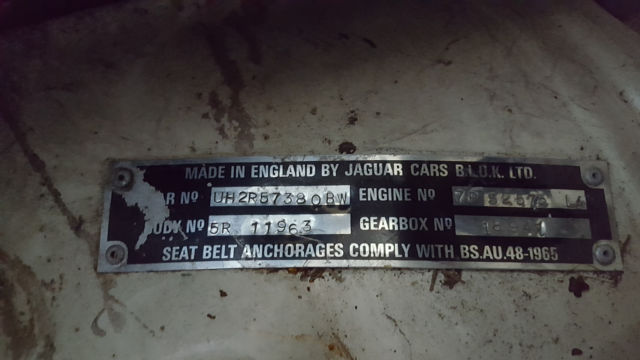 MADE IN ENGLAND BY JAGUAR CARS B.L.U.K. LTD.
Nº UH2R57380BW ENGINE Nº
Nº 5R 11963 GEARBOX Nº
SEAT BELT ANCHORAGES COMPLY WITH BS.AU.48-1965